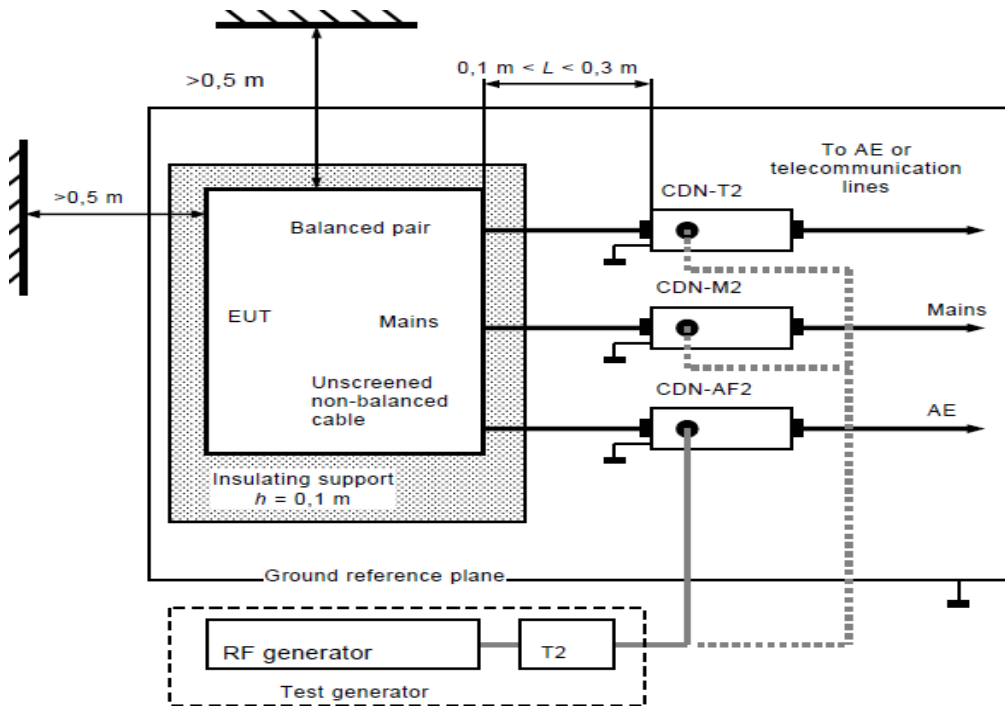 0,1 m < L < 0,3 m
>0,5 m
To AE or
telecommunication
lines
>0,5 m
CDN-T2
Balanced pair
CDN-M2
EUT
Mains
Mains
Unscreened
non-balanced
cable
CDN-AF2
AE
Insulating support
h = 0,1 m
Ground reference plane
RF generator
T2
Test generator